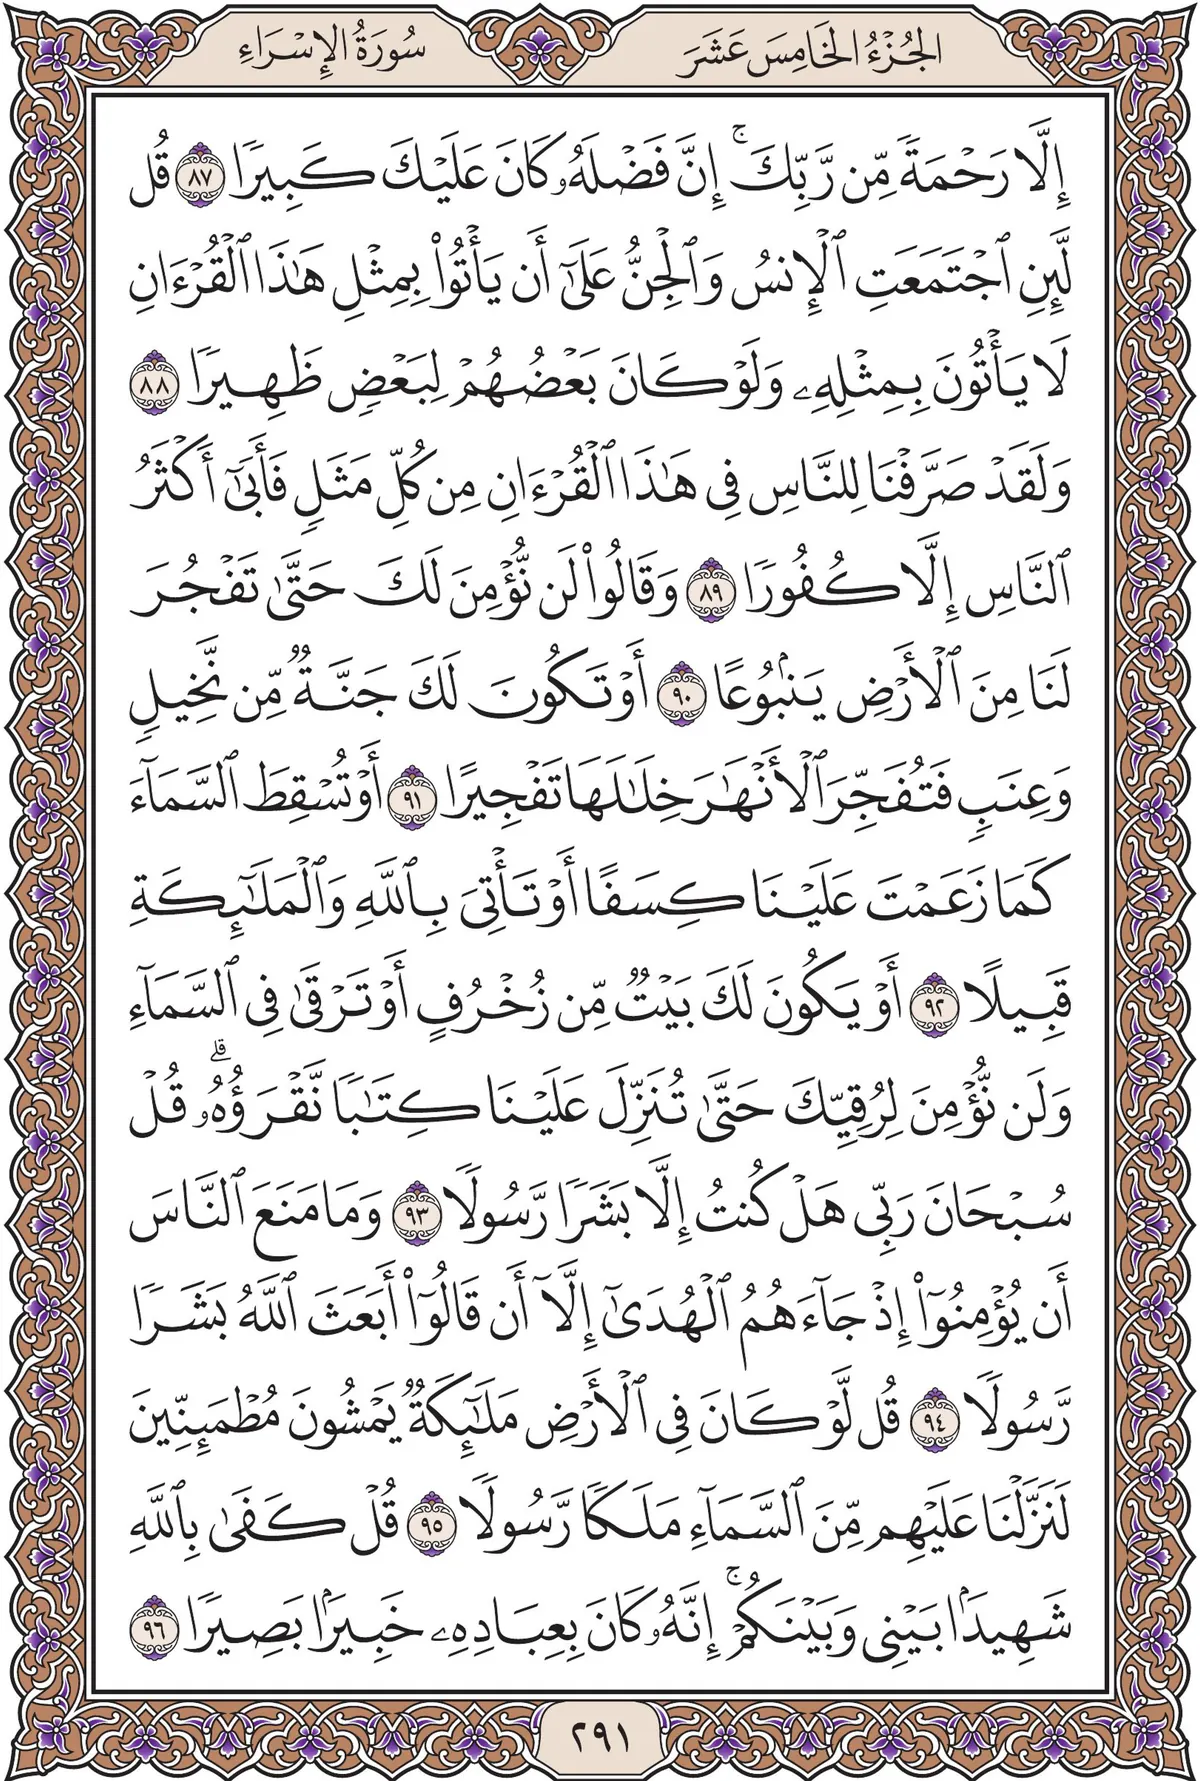 الجُزْءُ الخَامِسَ عَشَرَ
سُورَةُ الإِسْرَاءِ
إِلَّا رَحْمَةً مِّن رَّبِّكَۚ إِنَّ فَضْلَهُۥ كَانَ عَلَيْكَ كَبِيرًا ٨٧ قُل
لَّئِنِ ٱجْتَمَعَتِ ٱلْإِنسُ وَٱلْجِنُّ عَلَىٰٓ أَن يَأْتُوا۟ بِمِثْلِ هَٰذَا ٱلْقُرْءَانِ
لَا يَأْتُونَ بِمِثْلِهِۦ وَلَوْ كَانَ بَعْضُهُمْ لِبَعْضٍ ظَهِيرًا ٨٨
وَلَقَدْ صَرَّفْنَا لِلنَّاسِ فِى هَٰذَا ٱلْقُرْءَانِ مِن كُلِّ مَثَلٍ فَأَبَىٰٓ أَكْثَرُ
ٱلنَّاسِ إِلَّا كُفُورًا ٨٩ وَقَالُوا۟ لَن نُّؤْمِنَ لَكَ حَتَّىٰ تَفْجُرَ
لَنَا مِنَ ٱلْأَرْضِ يَنۢبُوعًا ٩٠ أَوْ تَكُونَ لَكَ جَنَّةٌ مِّن نَّخِيلٍ
وَعِنَبٍ فَتُفَجِّرَ ٱلْأَنْهَٰرَ خِلَٰلَهَا تَفْجِيرًا ٩١ أَوْ تُسْقِطَ ٱلسَّمَآءَ
كَمَا زَعَمْتَ عَلَيْنَا كِسَفًا أَوْ تَأْتِىَ بِٱللَّهِ وَٱلْمَلَٰٓئِكَةِ
قَبِيلًا ٩٢ أَوْ يَكُونَ لَكَ بَيْتٌ مِّن زُخْرُفٍ أَوْ تَرْقَىٰ فِى ٱلسَّمَآءِ
وَلَن نُّؤْمِنَ لِرُقِيِّكَ حَتَّىٰ تُنَزِّلَ عَلَيْنَا كِتَٰبًا نَّقْرَؤُهُۥۗ قُلْ
سُبْحَانَ رَبِّى هَلْ كُنتُ إِلَّا بَشَرًا رَّسُولًا ٩٣ وَمَا مَنَعَ ٱلنَّاسَ
أَن يُؤْمِنُوٓا۟ إِذْ جَآءَهُمُ ٱلْهُدَىٰٓ إِلَّآ أَن قَالُوٓا۟ أَبَعَثَ ٱللَّهُ بَشَرًا
رَّسُولًا ٩٤ قُل لَّوْ كَانَ فِى ٱلْأَرْضِ مَلَٰٓئِكَةٌ يَمْشُونَ مُطْمَئِنِّينَ
لَنَزَّلْنَا عَلَيْهِم مِّنَ ٱلسَّمَآءِ مَلَكًا رَّسُولًا ٩٥ قُلْ كَفَىٰ بِٱللَّهِ
شَهِيدًۢا بَيْنِى وَبَيْنَكُمْۚ إِنَّهُۥ كَانَ بِعِبَادِهِۦ خَبِيرًۢا بَصِيرًا ٩٦
٢٩١